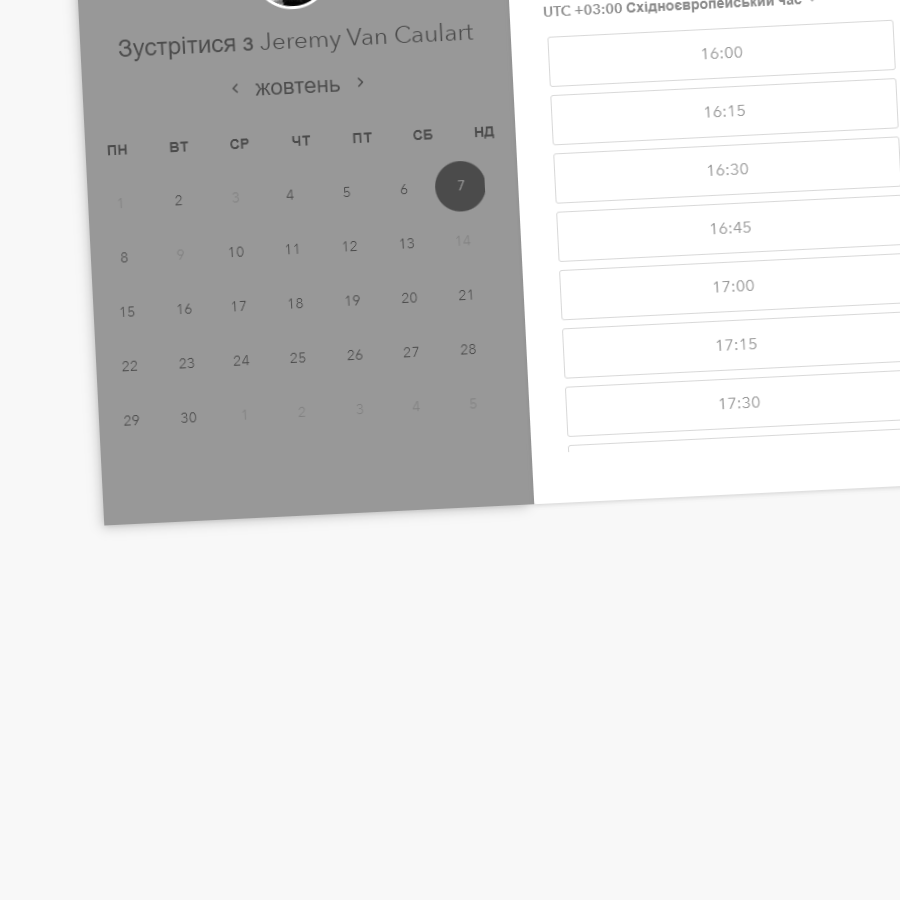 Зустрітися з Jeremy Van Caulart
жовтень
ПН ВТ СР ЧТ ПТ СБ НД
1 2 3 4 5 6 7
8 9 10 11 12 13 14
15 16 17 18 19 20 21
22 23 24 25 26 27 28
29 30 1 2 3 4 5
UTC +03:00 Східноєвропейський час
16:00
16:15
16:30
16:45
17:00
17:15
17:30